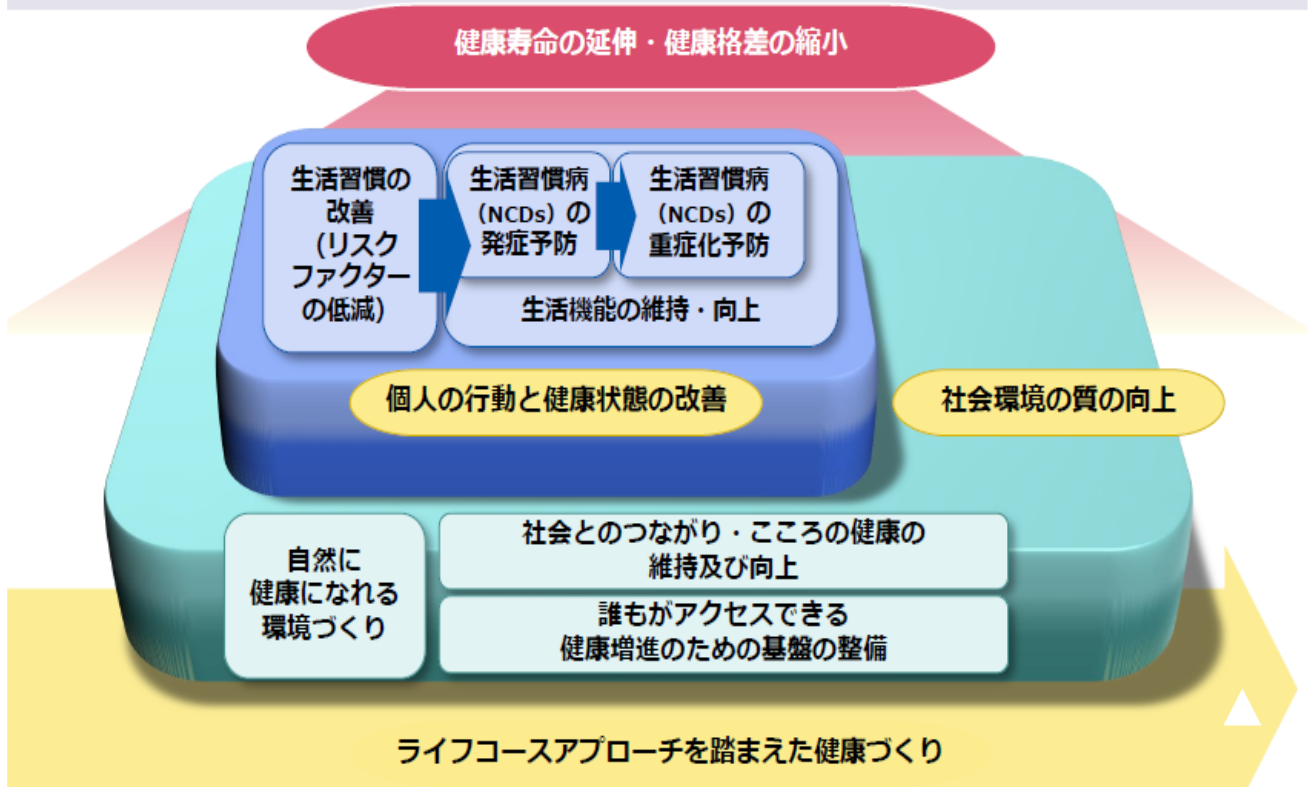 健康寿命の延伸・健康格差の縮小
生活習慣の
改善
（リスク
ファクター
の低減）
生活習慣病
（NCDs）の
発症予防
生活習慣病
（NCDs）の
重症化予防
生活機能の維持・向上
個人の行動と健康状態の改善
社会環境の質の向上
自然に
健康になれる
環境づくり
社会とのつながり・こころの健康の
維持及び向上
誰もがアクセスできる
健康増進のための基盤の整備
ライフコースアプローチを踏まえた健康づくり